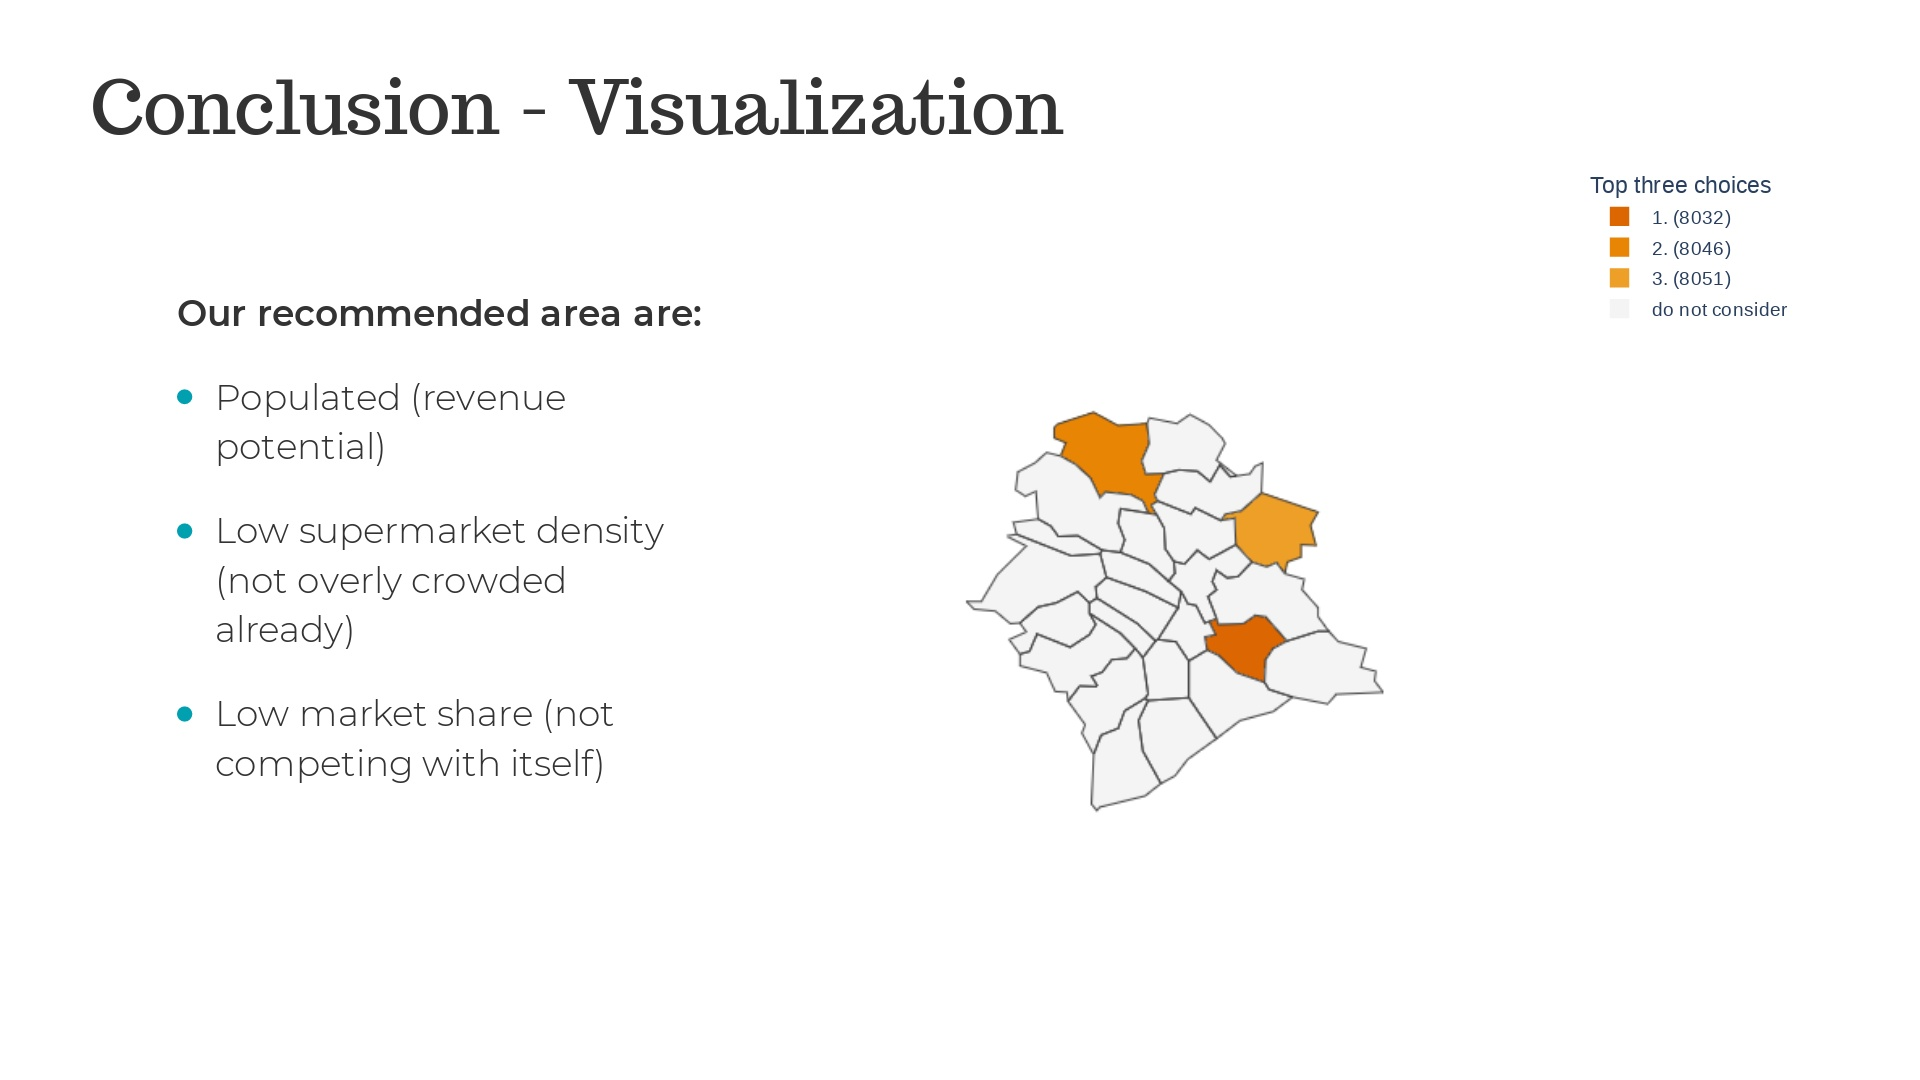 Conclusion - Visualization
Top three choices
1. (8032)
2. (8046)
3. (8051)
do not consider
Our recommended area are:
Populated (revenue
potential)
Low supermarket density
(not overly crowded
already)
Low market share (not
competing with itself)